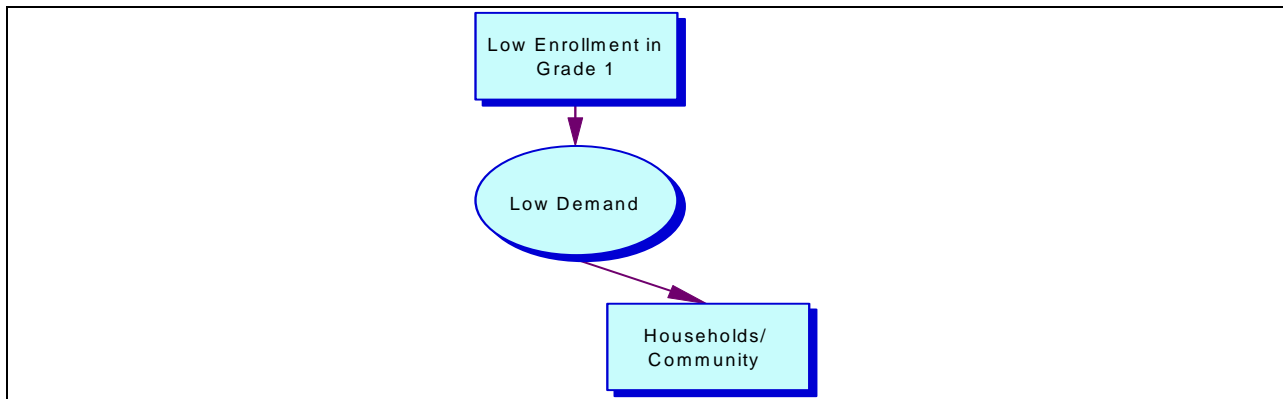 Low Enrollment in
Grade 1
Low Demand
Households/
Community